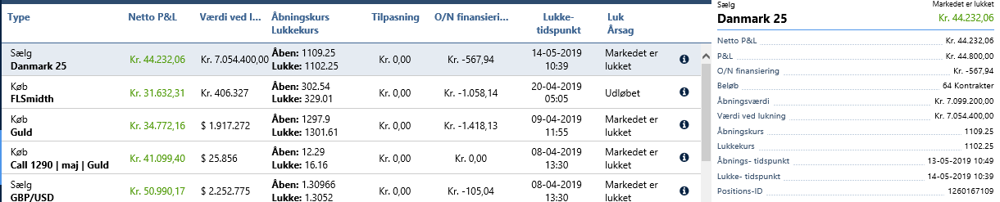 Type Netto P&L Værdi ved l... Åbningskurs Lukkekurs Tilpasning O/N finansieri... Lukke-tidspunkt Luk Årsag
Sælg
Danmark 25 Kr. 44.232,06 Kr. 7.054.400,00 Åben: 1109.25 Lukke: 1102.25 Kr. 0,00 Kr. -567,94 14-05-2019 10:39 Markedet er lukket
Køb
FLSmidth Kr. 31.632,31 Kr. 406.327 Åben: 302.54 Lukke: 329.01 Kr. 0,00 Kr. -1.058,14 20-04-2019 05:05 Udløbet
Køb
Guld Kr. 34.772,16 $ 1.917.272 Åben: 1297.9 Lukke: 1301.61 Kr. 0,00 Kr. -1.418,13 09-04-2019 11:55 Markedet er lukket
Køb
Call 1290 | maj | Guld Kr. 41.099,40 $ 25.856 Åben: 12.29 Lukke: 16.16 Kr. 0,00 Kr. 0,00 08-04-2019 13:30 Markedet er lukket
Sælg
GBP/USD Kr. 50.990,17 $ 2.252.775 Åben: 1.30966 Lukke: 1.3052 Kr. 0,00 Kr. -105,04 08-04-2019 13:30 Markedet er lukket
Sælg Markedet er lukket
Danmark 25 Kr. 44.232,06
Netto P&L Kr. 44.232,06
P&L Kr. 44.800,00
O/N finansiering Kr. -567,94
Beløb 64 Kontrakter
Åbningsværdi Kr. 7.099.200,00
Værdi ved lukning Kr. 7.054.400,00
Åbningskurs 1109.25
Lukkekurs 1102.25
Åbnings- tidspunkt 13-05-2019 10:49
Lukke- tidspunkt 14-05-2019 10:39
Positions-ID 1260167109